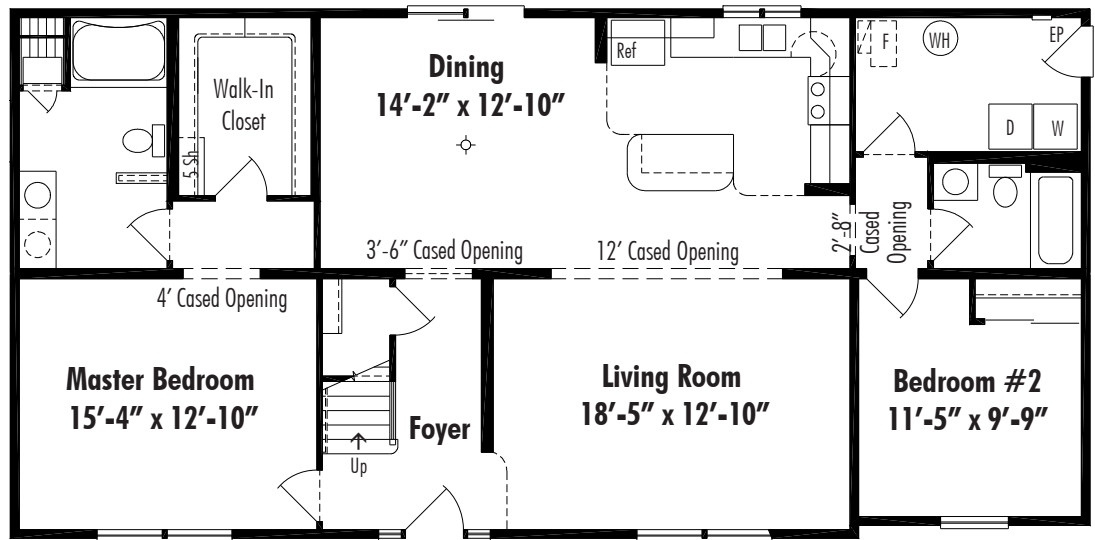 Ref
F
WH
EP
Dining
14'-2" x 12'-10"
Walk-In
Closet
5 Sh
D
W
2'-8"
Cased
Opening
3'-6" Cased Opening
12' Cased Opening
4' Cased Opening
Master Bedroom
15'-4" x 12'-10"
Living Room
18'-5" x 12'-10"
Bedroom #2
11'-5" x 9'-9"
Foyer
Up